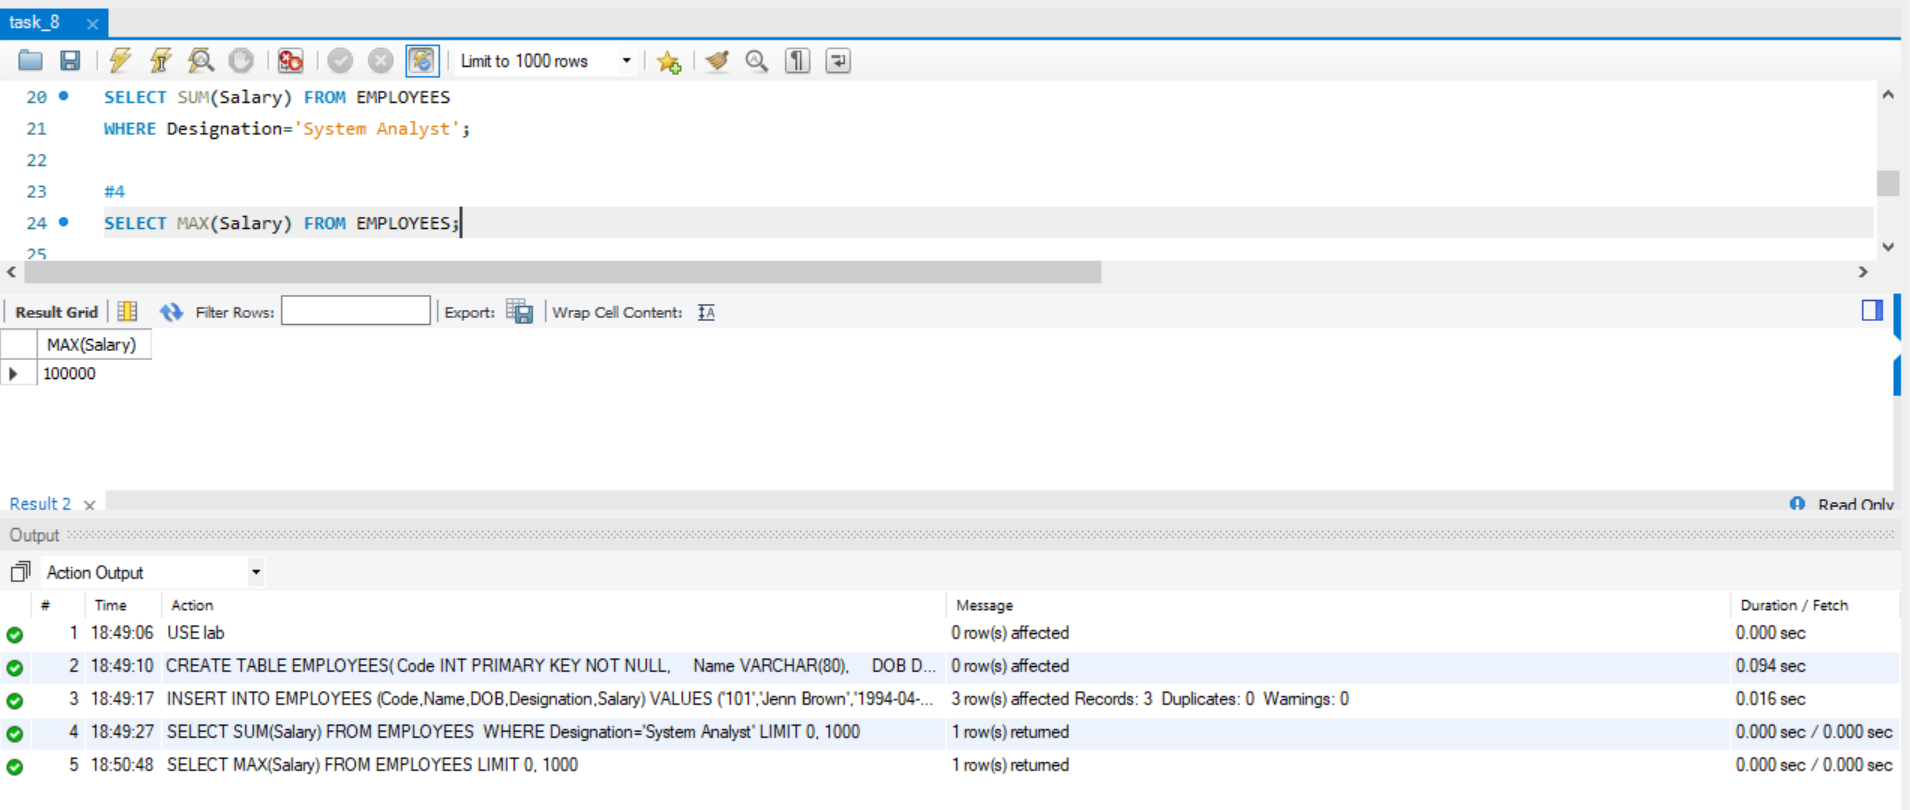 task_8
Limit to 1000 rows
20 SELECT SUM(Salary) FROM EMPLOYEES
21 WHERE Designation='System Analyst';
22
23 #4
24 SELECT MAX(Salary) FROM EMPLOYEES;
25
Result Grid Filter Rows: Export: Wrap Cell Content:
MAX(Salary)
100000
Result 2 Read Only
Output
Action Output
# Time Action Message Duration / Fetch
1 18:49:06 USE lab 0 row(s) affected 0.000 sec
2 18:49:10 CREATE TABLE EMPLOYEES( Code INT PRIMARY KEY NOT NULL, Name VARCHAR(80), DOB D... 0 row(s) affected 0.094 sec
3 18:49:17 INSERT INTO EMPLOYEES (Code,Name,DOB,Designation,Salary) VALUES ('101','Jenn Brown','1994-04-... 3 row(s) affected Records: 3 Duplicates: 0 Warnings: 0 0.016 sec
4 18:49:27 SELECT SUM(Salary) FROM EMPLOYEES WHERE Designation='System Analyst' LIMIT 0, 1000 1 row(s) returned 0.000 sec / 0.000 sec
5 18:50:48 SELECT MAX(Salary) FROM EMPLOYEES LIMIT 0, 1000 1 row(s) returned 0.000 sec / 0.000 sec